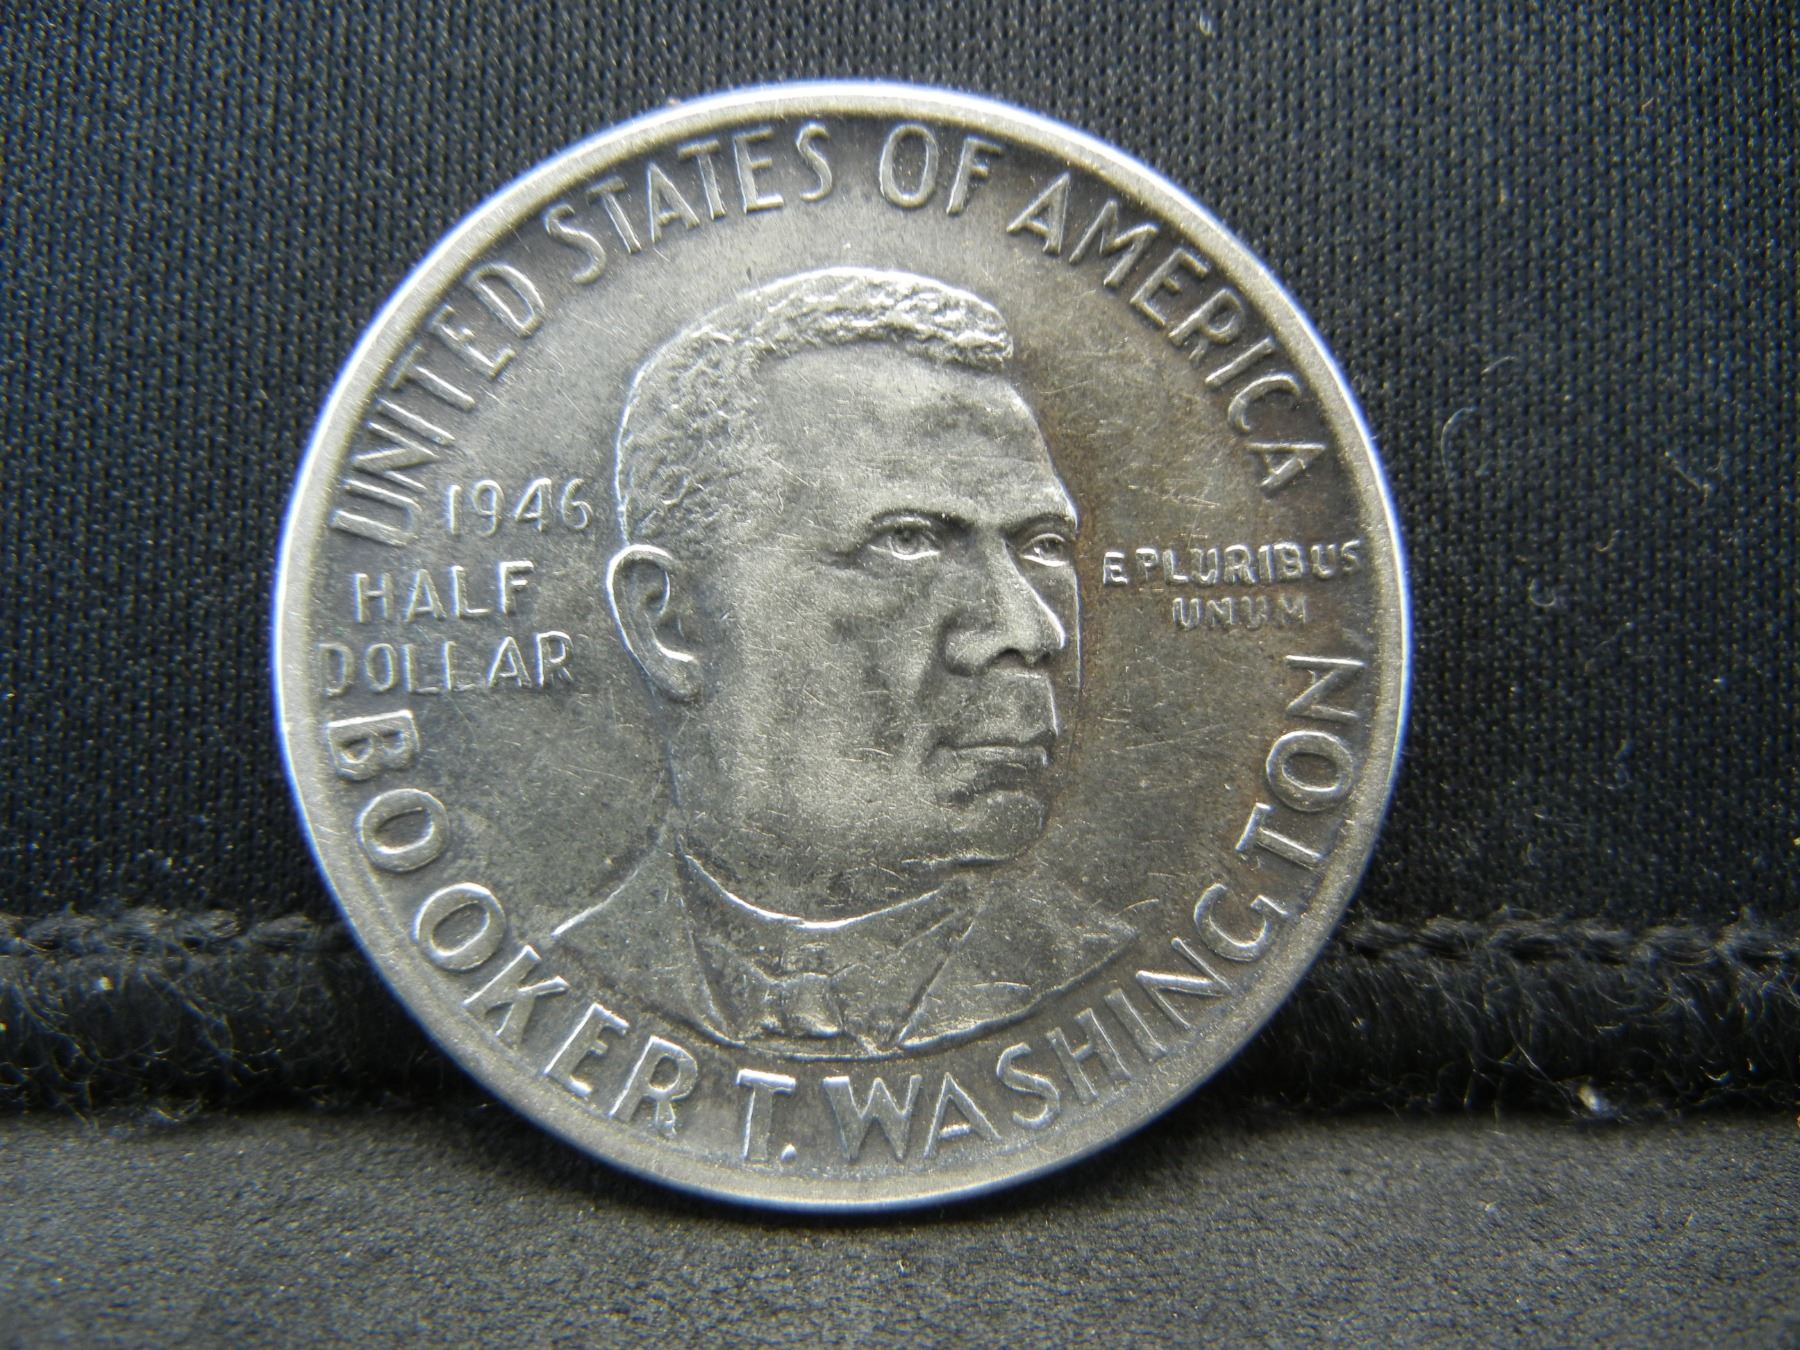 UNITED STATES OF AMERICA
1946
HALF
DOLLAR
E PLURIBUS
UNUM
BOOKER T. WASHINGTON